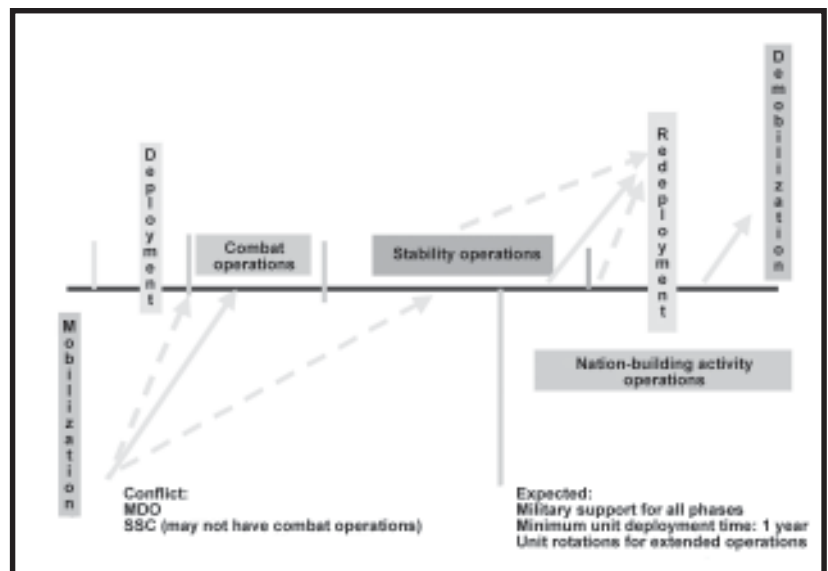 Demobilization
Deployment
Redeployment
Combat
operations
Stability operations
Mobilization
Nation-building activity
operations
Conflict:
MDO
SSC (may not have combat operations)
Expected:
Military support for all phases
Minimum unit deployment time: 1 year
Unit rotations for extended operations